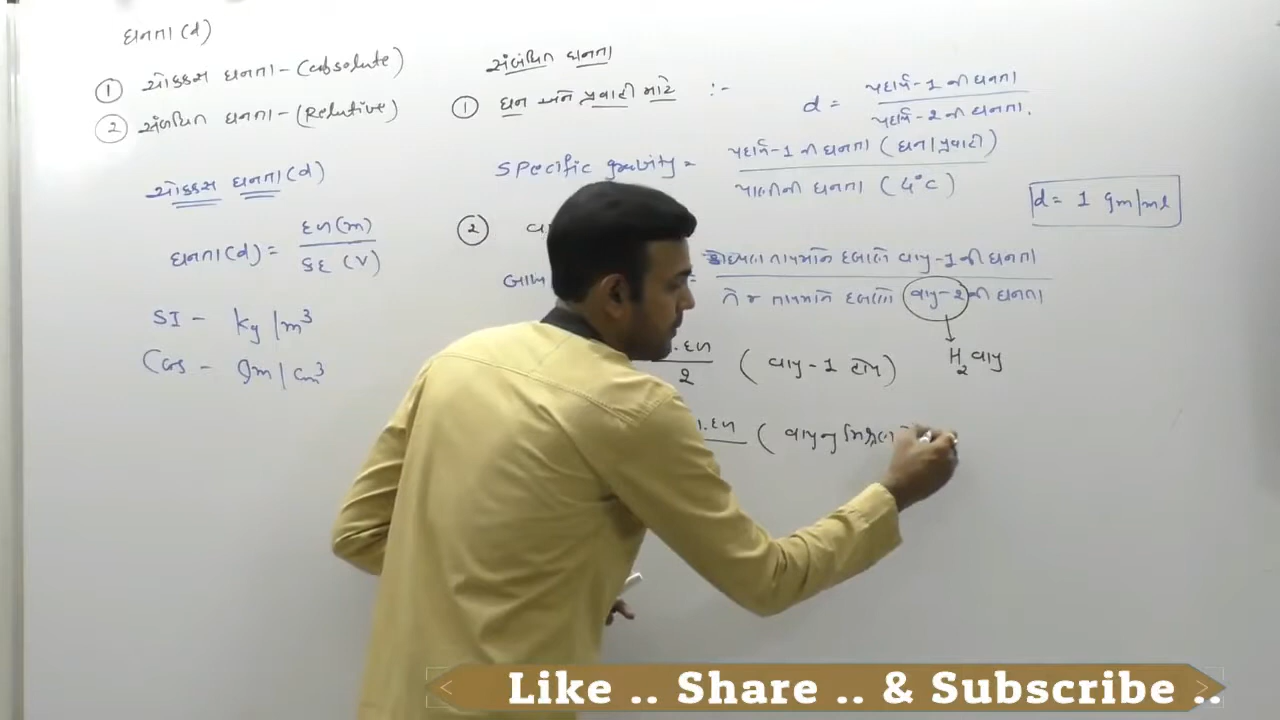 ઘનતા (d)
① ચોક્કસ ઘનતા - (absolute)
② સંબંધિત ઘનતા - (Relative)
ચોક્કસ ઘનતા (d)
ઘનતા (d) = દળ (m) / કદ (V)
SI - kg/m³
CGS - gm/cm³
સંબંધિત ઘનતા
① ઘન અને પ્રવાહી માટે :-
d = પદાર્થ-1 ની ઘનતા / પદાર્થ-2 ની ઘનતા.
Specific gravity = પદાર્થ-1 ની ઘનતા (ઘન/પ્રવાહી) / પાણીની ઘનતા (4°C)
d = 1 gm/ml
②
તાપમાને દબાણે વાયુ-1 ની ઘનતા / તે જ તાપમાને દબાણે વાયુ-2 ની ઘનતા
H₂ વાયુ
.દળ / 2 (વાયુ-1 હોય)
.દળ (વાયુનુ મિશ્રણ
Like .. Share .. & Subscribe ..